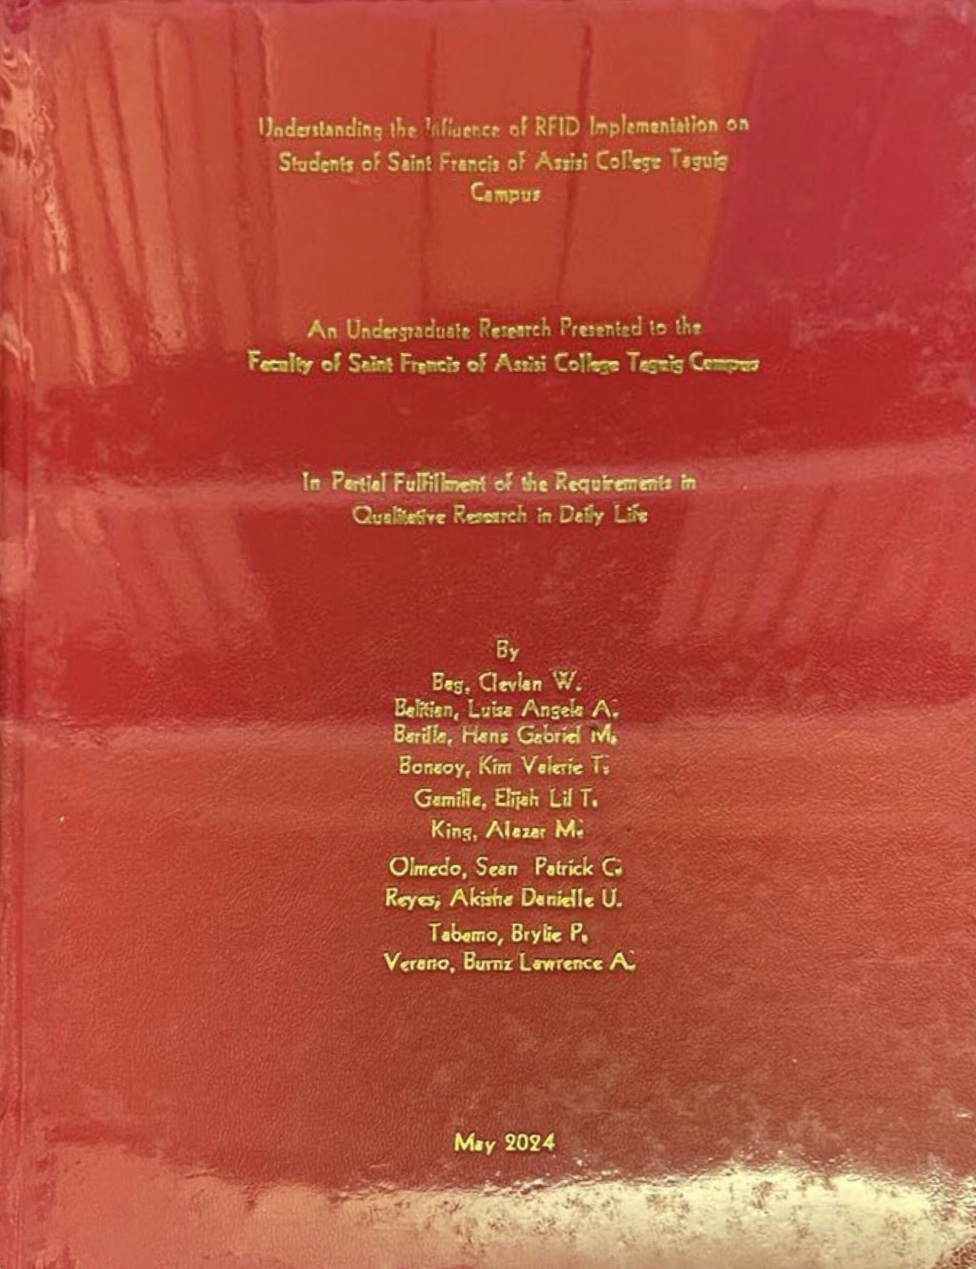 Understanding the Influence of RFID Implementation on
Students of Saint Francis of Assisi College Taguig
Campus
An Undergraduate Research Presented to the
Faculty of Saint Francis of Assisi College Taguig Campus
In Partial Fulfillment of the Requirements in
Qualitative Research in Daily Life
By
Bag, Clevlan W.
Balitian, Luisa Angela A.
Barilla, Hans Gabriel M.
Bonaoy, Kim Valerie T.
Gamilla, Elijah Lil T.
King, Alazar M.
Olmedo, Sean Patrick C.
Reyes, Akisha Danielle U.
Tabamo, Brylie P.
Verano, Burnz Lawrence A.
May 2024